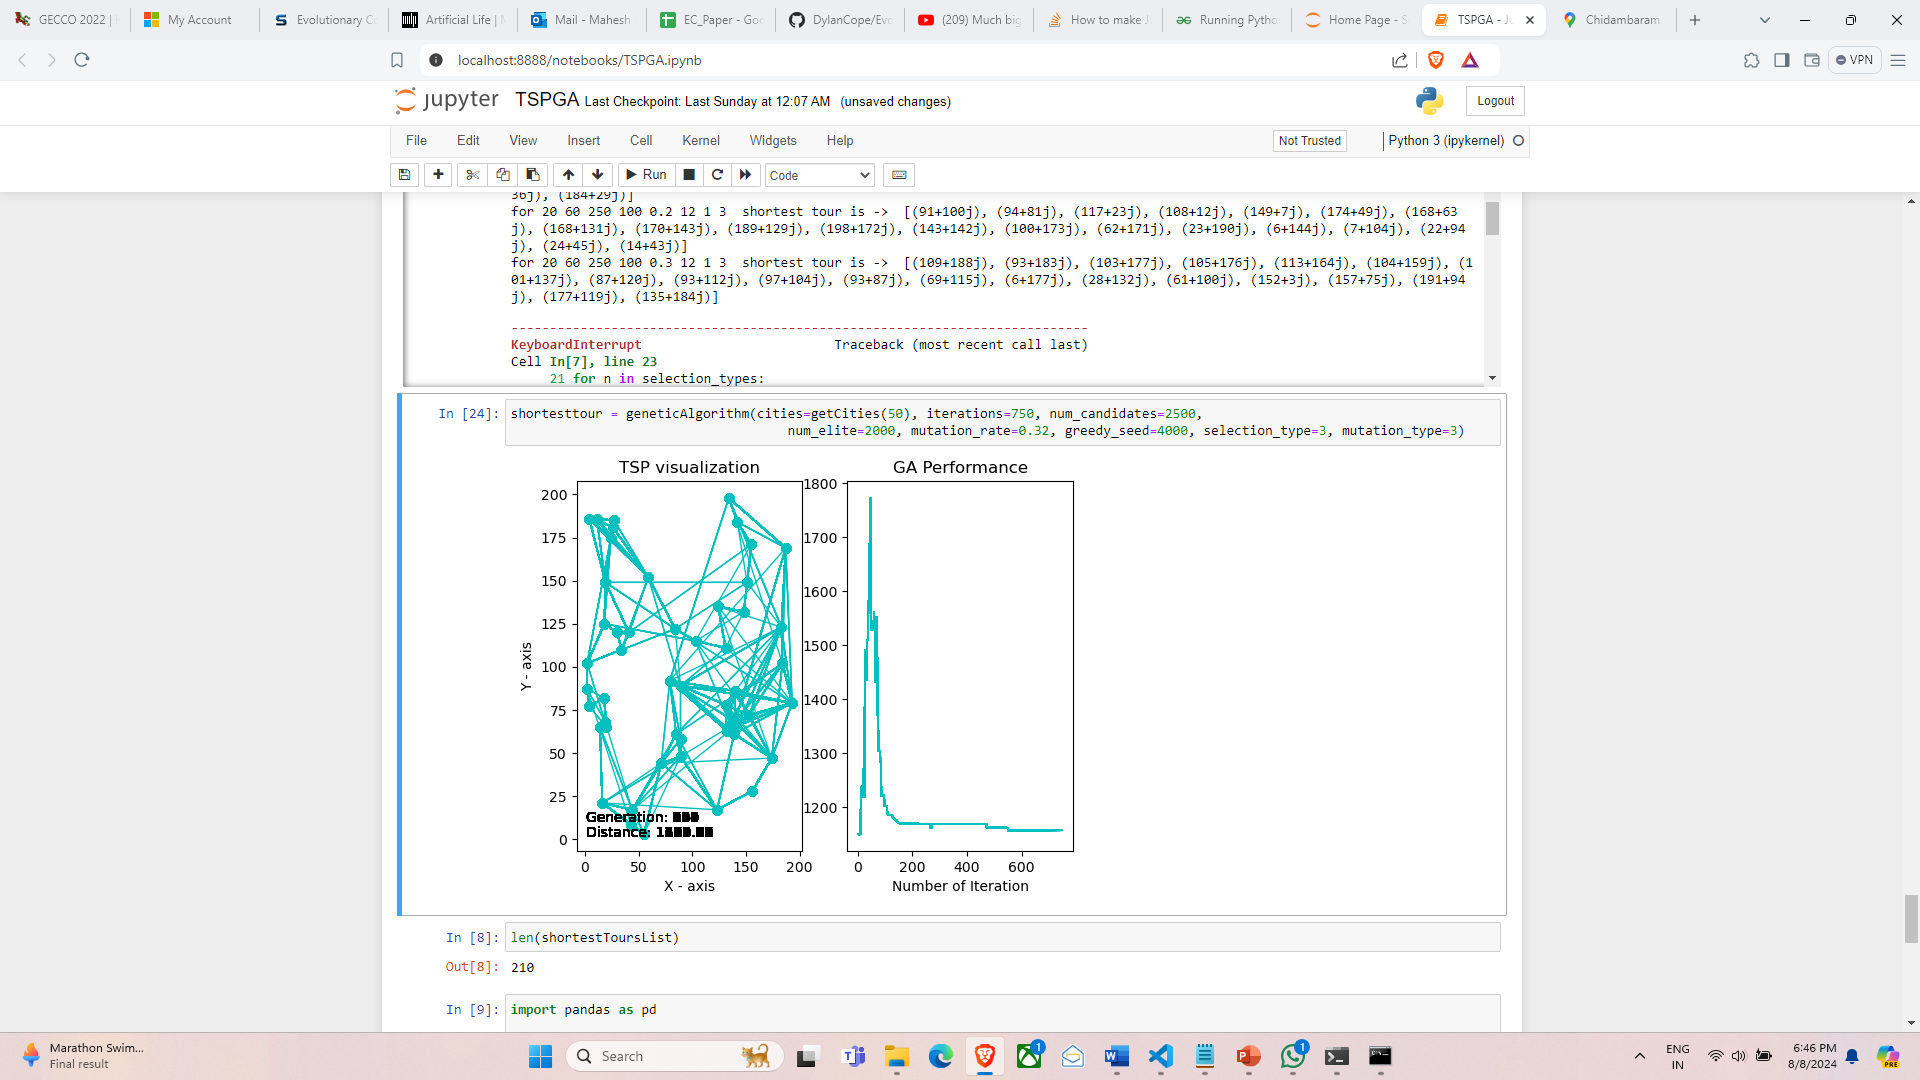 GECCO 2022 |
My Account
Evolutionary Co
Artificial Life | M
Mail - Mahesh
EC_Paper - Goo
DylanCope/Evo
(209) Much big
How to make J
Running Pytho
Home Page - S
TSPGA - Ju
Chidambaram
localhost:8888/notebooks/TSPGA.ipynb
VPN
jupyter TSPGA Last Checkpoint: Last Sunday at 12:07 AM (unsaved changes)
Logout
File Edit View Insert Cell Kernel Widgets Help
Not Trusted
Python 3 (ipykernel)
Run
Code
36j), (184+29j)]
for 20 60 250 100 0.2 12 1 3  shortest tour is ->  [(91+100j), (94+81j), (117+23j), (108+12j), (149+7j), (174+49j), (168+63
j), (168+131j), (170+143j), (189+129j), (198+172j), (143+142j), (100+173j), (62+171j), (23+190j), (6+144j), (7+104j), (22+94
j), (24+45j), (14+43j)]
for 20 60 250 100 0.3 12 1 3  shortest tour is ->  [(109+188j), (93+183j), (103+177j), (105+176j), (113+164j), (104+159j), (1
01+137j), (87+120j), (93+112j), (97+104j), (93+87j), (69+115j), (6+177j), (28+132j), (61+100j), (152+3j), (157+75j), (191+94
j), (177+119j), (135+184j)]
---------------------------------------------------------------------------
KeyboardInterrupt                         Traceback (most recent call last)
Cell In[7], line 23
21 for n in selection_types:
In [24]: shortesttour = geneticAlgorithm(cities=getCities(50), iterations=750, num_candidates=2500,
num_elite=2000, mutation_rate=0.32, greedy_seed=4000, selection_type=3, mutation_type=3)
TSP visualization
200
175
150
125
100
75
50
25
0
Y - axis
Generation:
Distance:
0 50 100 150 200
X - axis
GA Performance
1800
1700
1600
1500
1400
1300
1200
0 200 400 600
Number of Iteration
In [8]: len(shortestToursList)
Out[8]: 210
In [9]: import pandas as pd
Marathon Swim...
Final result
Search
1
1
ENG
IN
6:46 PM
8/8/2024
PRE